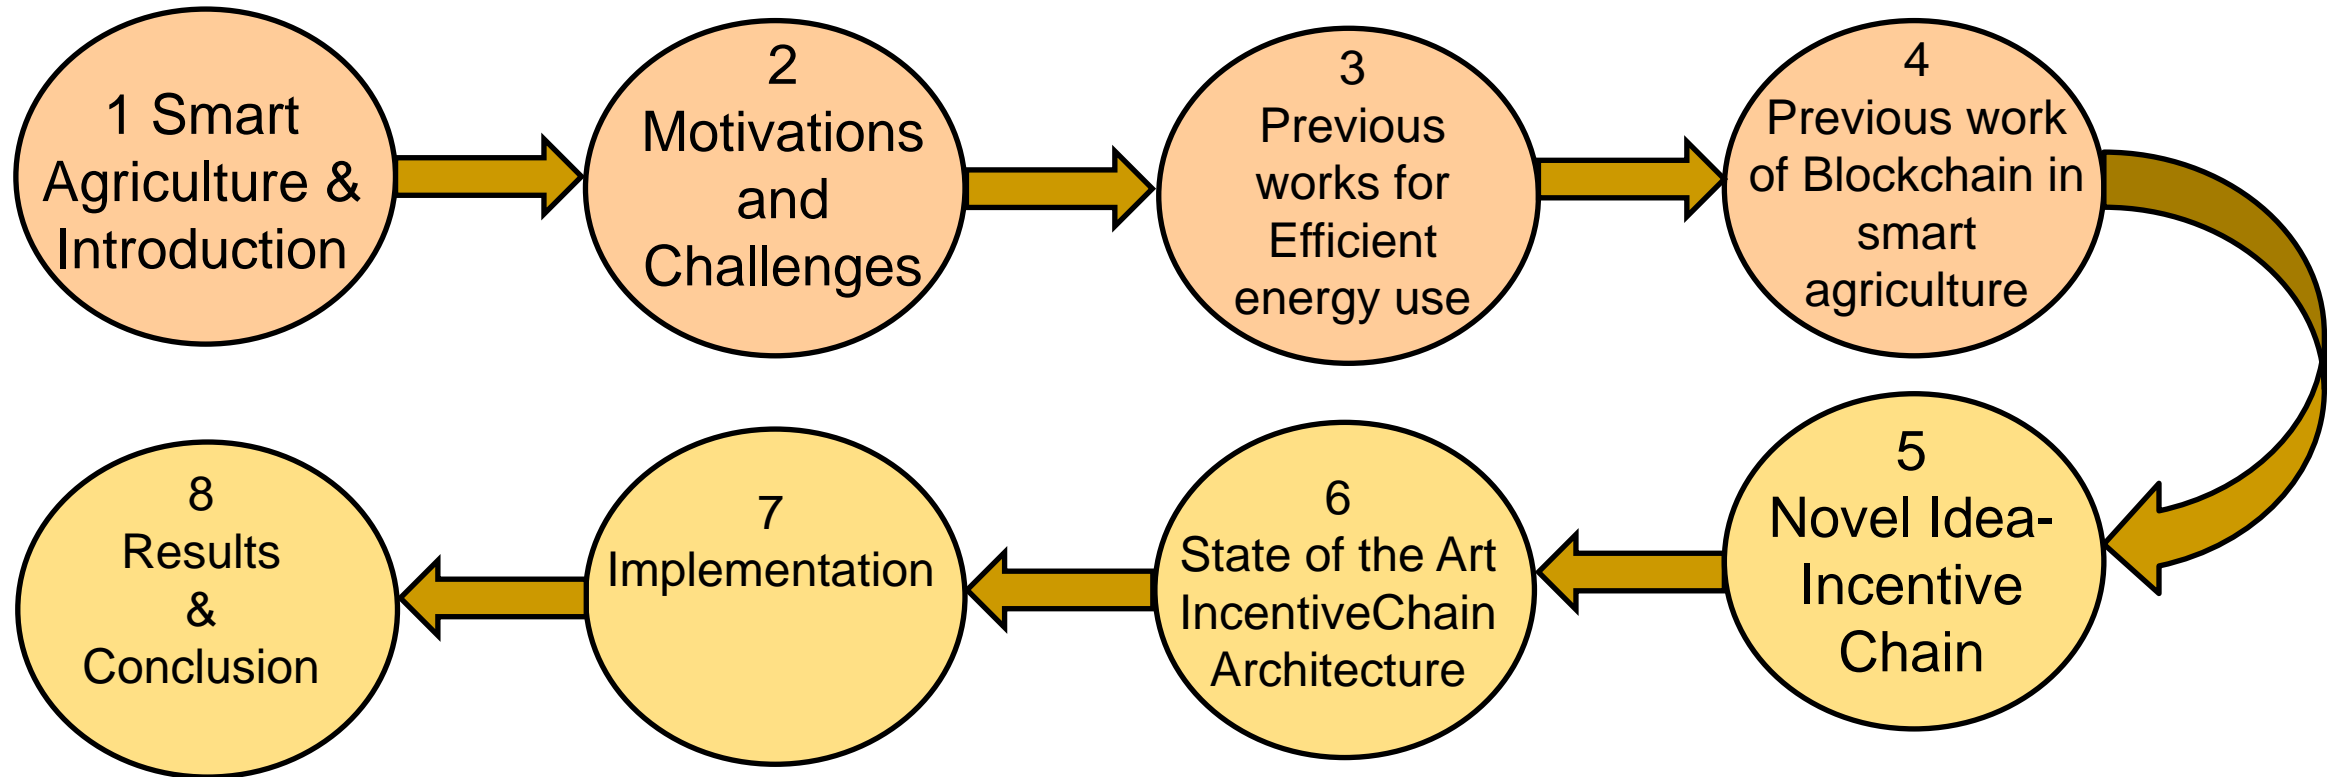 1 Smart
Agriculture &
Introduction
2
Motivations
and
Challenges
3
Previous
works for
Efficient
energy use
4
Previous work
of Blockchain in
smart
agriculture
5
Novel Idea-
Incentive
Chain
6
State of the Art
IncentiveChain
Architecture
7
Implementation
8
Results
&
Conclusion